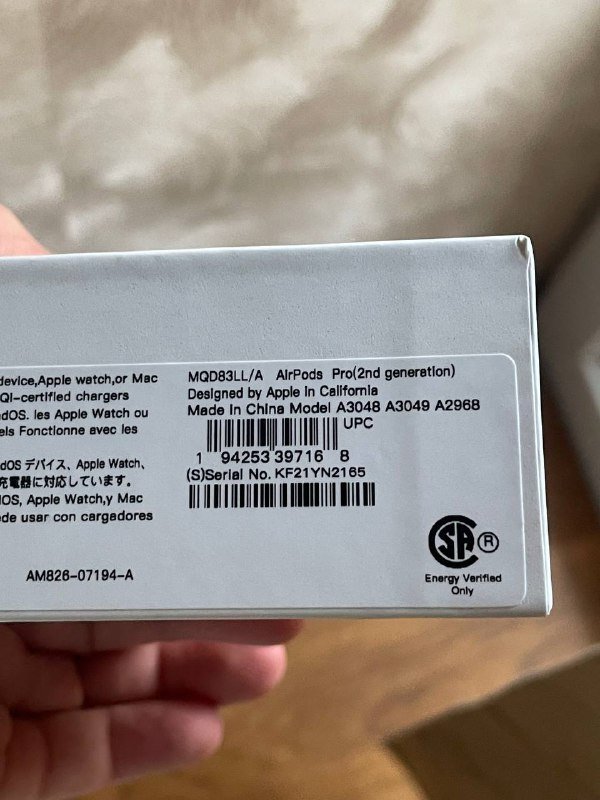 device,Apple watch,or Mac
QI-certified chargers
dOS. les Apple Watch ou
els Fonctionne avec les
dOS デバイス、Apple Watch、
充電器に対応しています。
OS, Apple Watch,y Mac
de usar con cargadores
AM826-07194-A
MQD83LL/A AirPods Pro(2nd generation)
Designed by Apple in California
Made In China Model A3048 A3049 A2968
UPC
1 94253 39716 8
(S)Serial No. KF21YN2165
SA ®
Energy Verified
Only